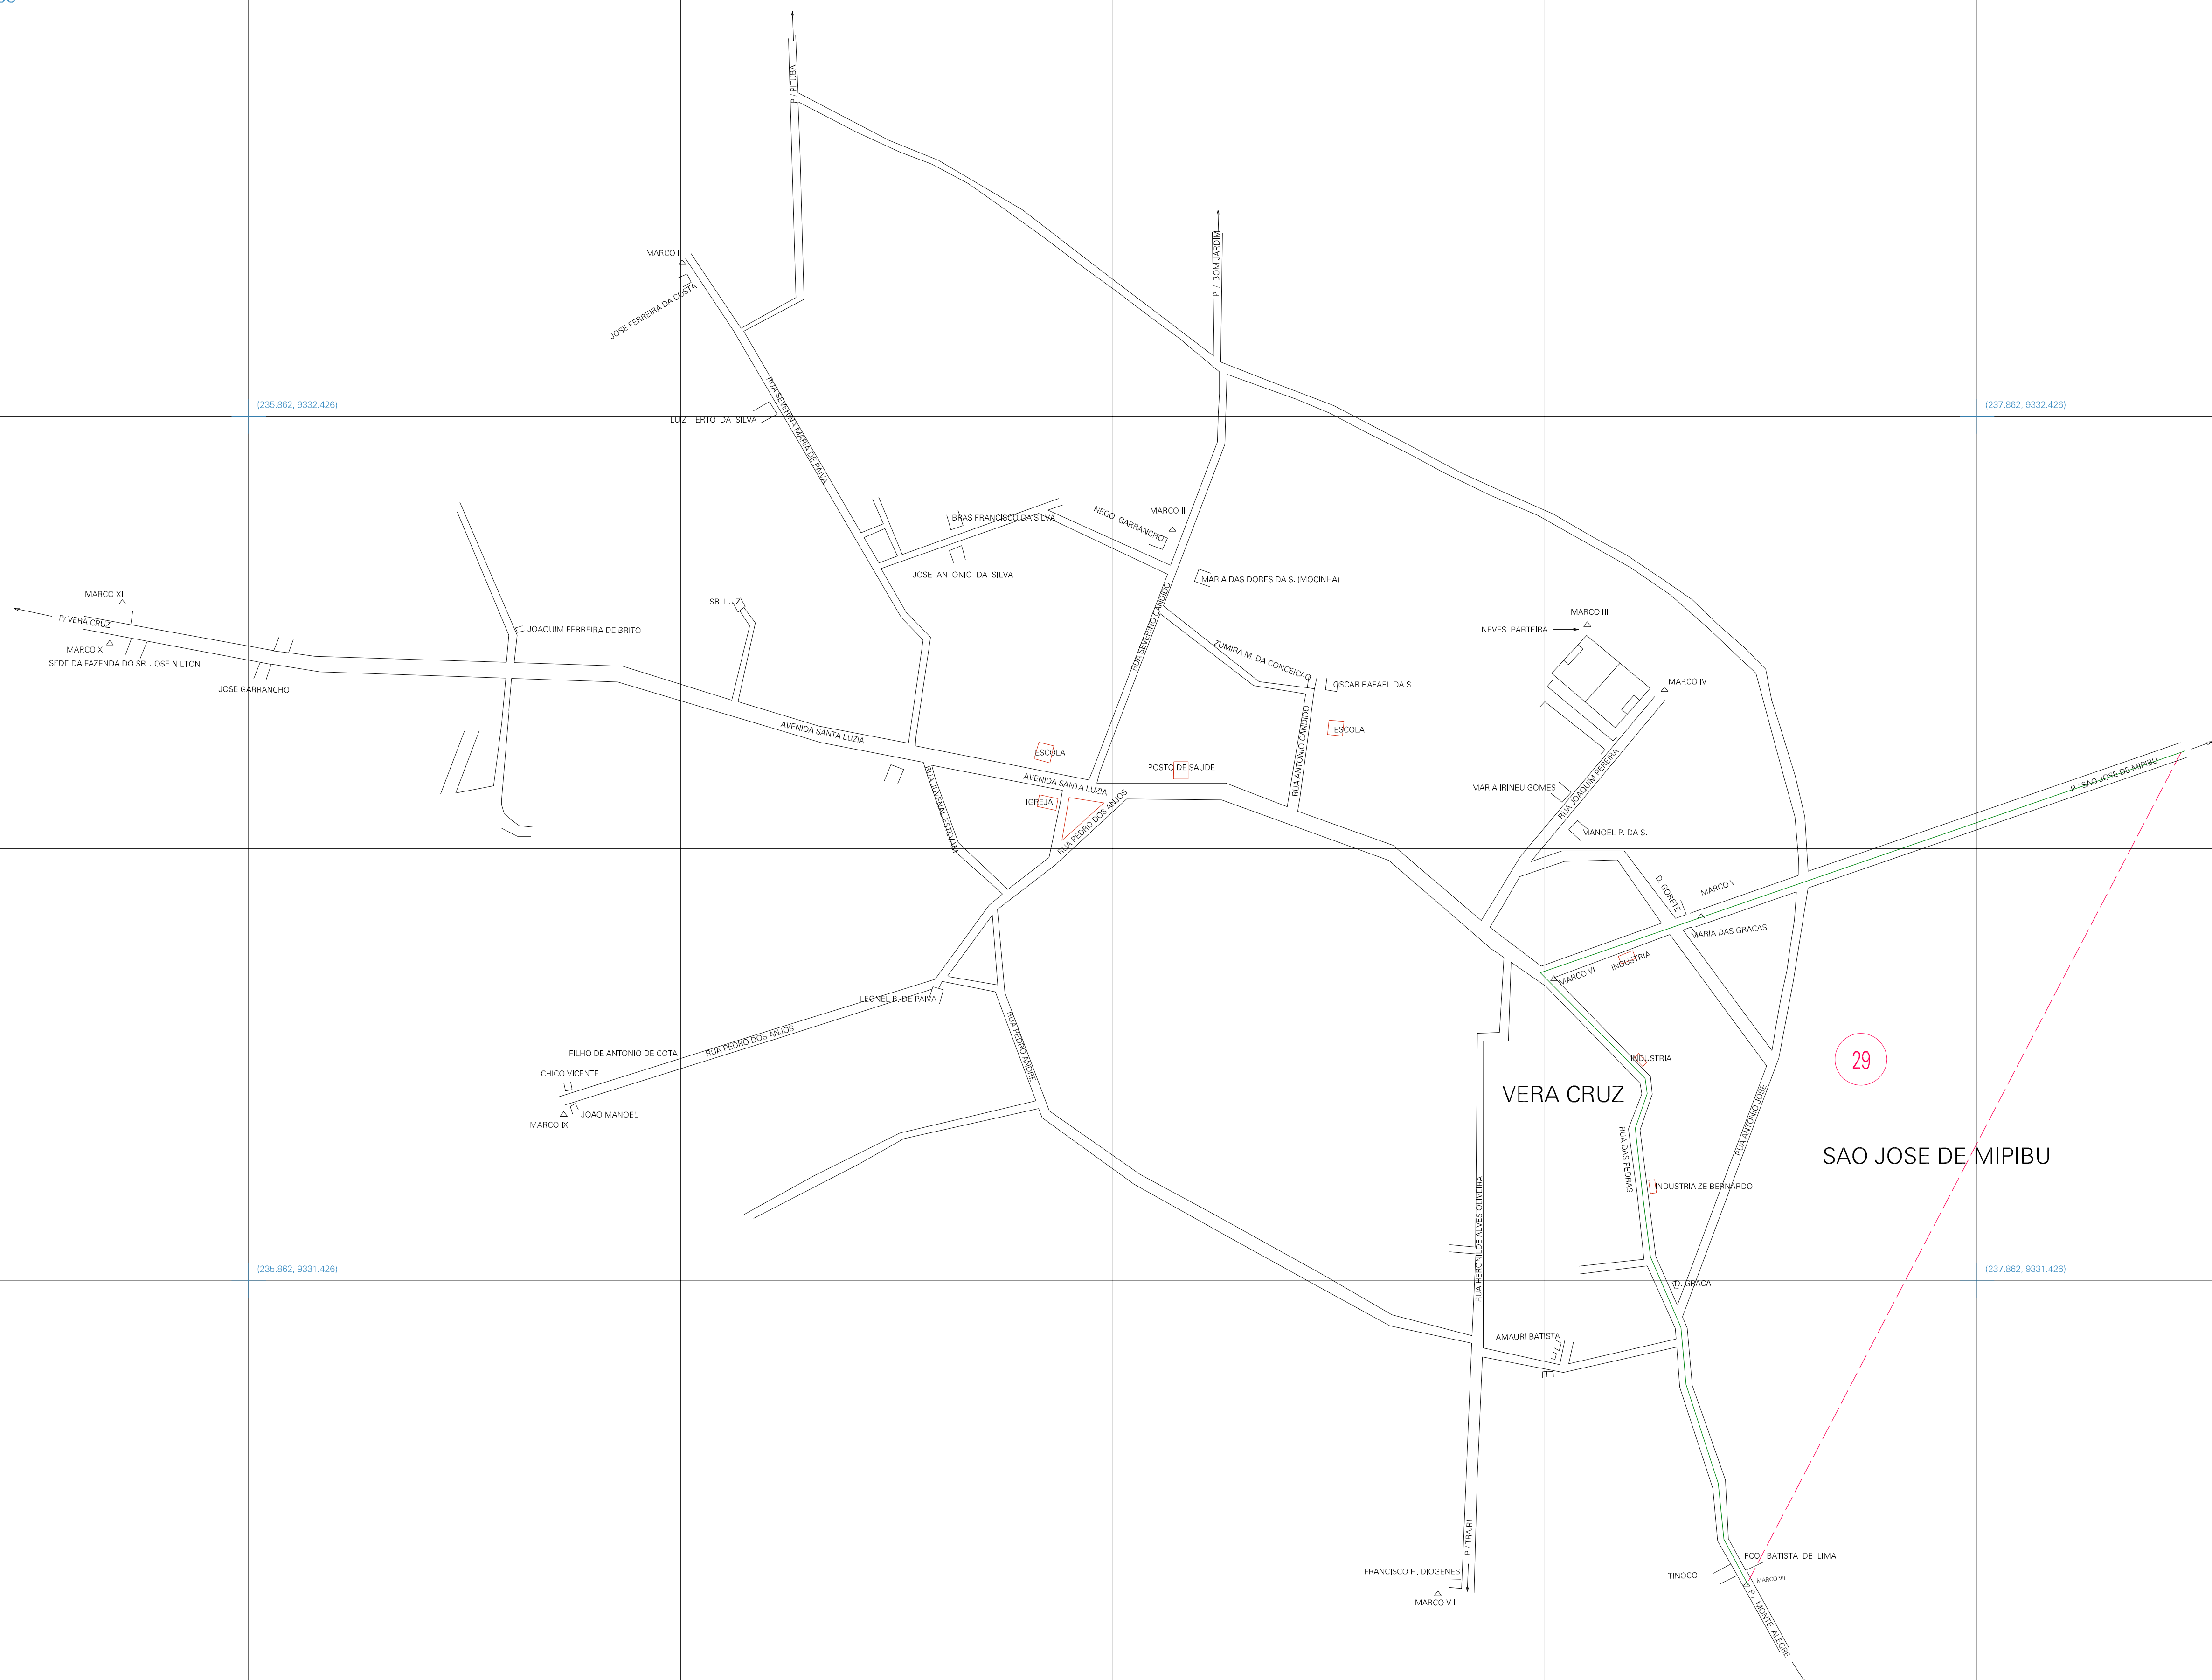 P / PITUBA
P / BOM JARDIM
MARCO I
JOSE FERREIRA DA COSTA
(235.862, 9332.426)
(237.862, 9332.426)
LUIZ TERTO DA SILVA
RUA SEVERINA MARIA DE PAIVA
BRAS FRANCISCO DA SILVA
NEGO GARRANCHO
MARCO II
JOSE ANTONIO DA SILVA
MARIA DAS DORES DA S. (MOCINHA)
MARCO XI
P/ VERA CRUZ
MARCO X
SEDE DA FAZENDA DO SR. JOSE NILTON
JOSE GARRANCHO
JOAQUIM FERREIRA DE BRITO
SR. LUIZ
RUA SEVERINO CANDIDO
ZUMIRA M. DA CONCEICAO
OSCAR RAFAEL DA S.
MARCO III
NEVES PARTEIRA
MARCO IV
AVENIDA SANTA LUZIA
ESCOLA
ESCOLA
RUA ANTONIO CANDIDO
POSTO DE SAUDE
AVENIDA SANTA LUZIA
IGREJA
RUA PEDRO DOS ANJOS
RUA JUVENAL ESTEVAM
MARIA IRINEU GOMES
RUA JOAQUIM PEREIRA
MANOEL P. DA S.
P / SAO JOSE DE MIPIBU
D. GORETE
MARCO V
MARIA DAS GRACAS
MARCO VI
INDUSTRIA
LEONEL B. DE PAIVA
RUA PEDRO DOS ANJOS
RUA PEDRO ANDRE
FILHO DE ANTONIO DE COTA
CHICO VICENTE
JOAO MANOEL
MARCO IX
INDUSTRIA
29
VERA CRUZ
RUA ANTONIO JOSE
RUA DAS PEDRAS
SAO JOSE DE MIPIBU
INDUSTRIA ZE BERNARDO
RUA HERONILDE ALVES OLIVEIRA
(235.862, 9331.426)
(237.862, 9331.426)
D. GRACA
AMAURI BATISTA
P / TRAIRI
FRANCISCO H. DIOGENES
MARCO VIII
FCO. BATISTA DE LIMA
TINOCO
MARCO VII
P / MONTE ALEGRE